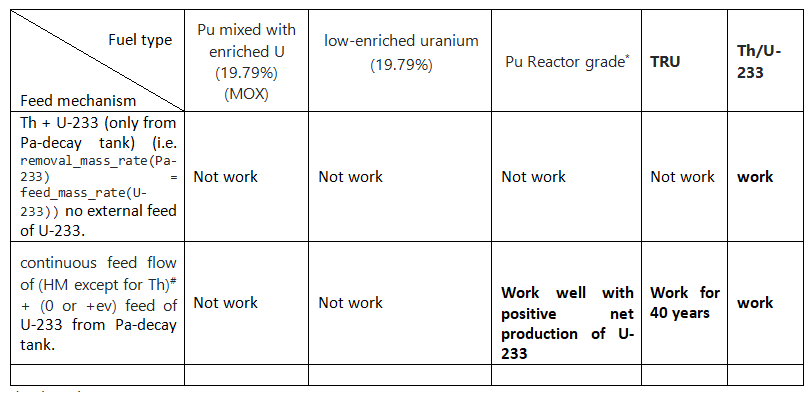 Fuel type
Feed mechanism
Pu mixed with
enriched U
(19.79%)
(MOX)
low-enriched uranium
(19.79%)
Pu Reactor grade*
TRU
Th/U-
233
Th + U-233 (only from
Pa-decay tank) (i.e.
removal_mass_rate(Pa-
233) =
feed_mass_rate(U-
233)) no external feed
of U-233.
Not work
Not work
Not work
Not work
work
continuous feed flow
of (HM except for Th)#
+ (0 or +ev) feed of
U-233 from Pa-decay
tank.
Not work
Not work
Work well with
positive net
production of U-
233
Work for
40 years
work